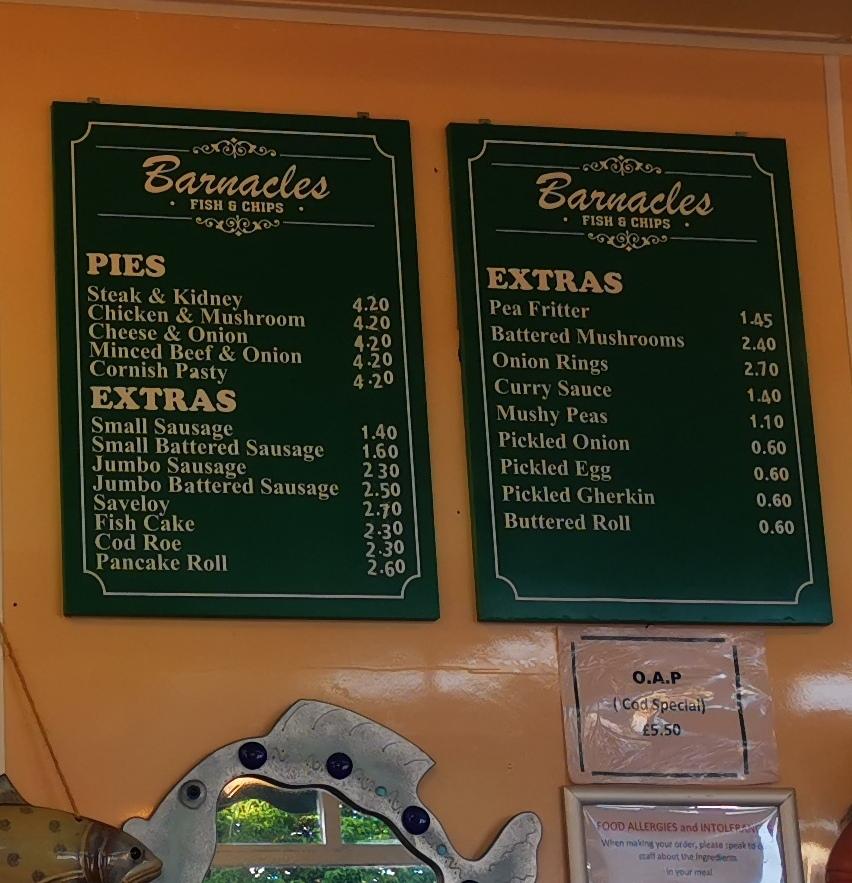 Barnacles
FISH & CHIPS
PIES
Steak & Kidney 4.20
Chicken & Mushroom 4.20
Cheese & Onion 4.20
Minced Beef & Onion 4.20
Cornish Pasty 4.20
EXTRAS
Small Sausage 1.40
Small Battered Sausage 1.60
Jumbo Sausage 2.30
Jumbo Battered Sausage 2.50
Saveloy 2.70
Fish Cake 2.30
Cod Roe 2.30
Pancake Roll 2.60
Barnacles
FISH & CHIPS
EXTRAS
Pea Fritter 1.45
Battered Mushrooms 2.40
Onion Rings 2.70
Curry Sauce 1.40
Mushy Peas 1.10
Pickled Onion 0.60
Pickled Egg 0.60
Pickled Gherkin 0.60
Buttered Roll 0.60
O.A.P
(Cod Special)
£5.50
FOOD ALLERGIES and
When making your order, please speak to
staff about the ingredients
in your meal